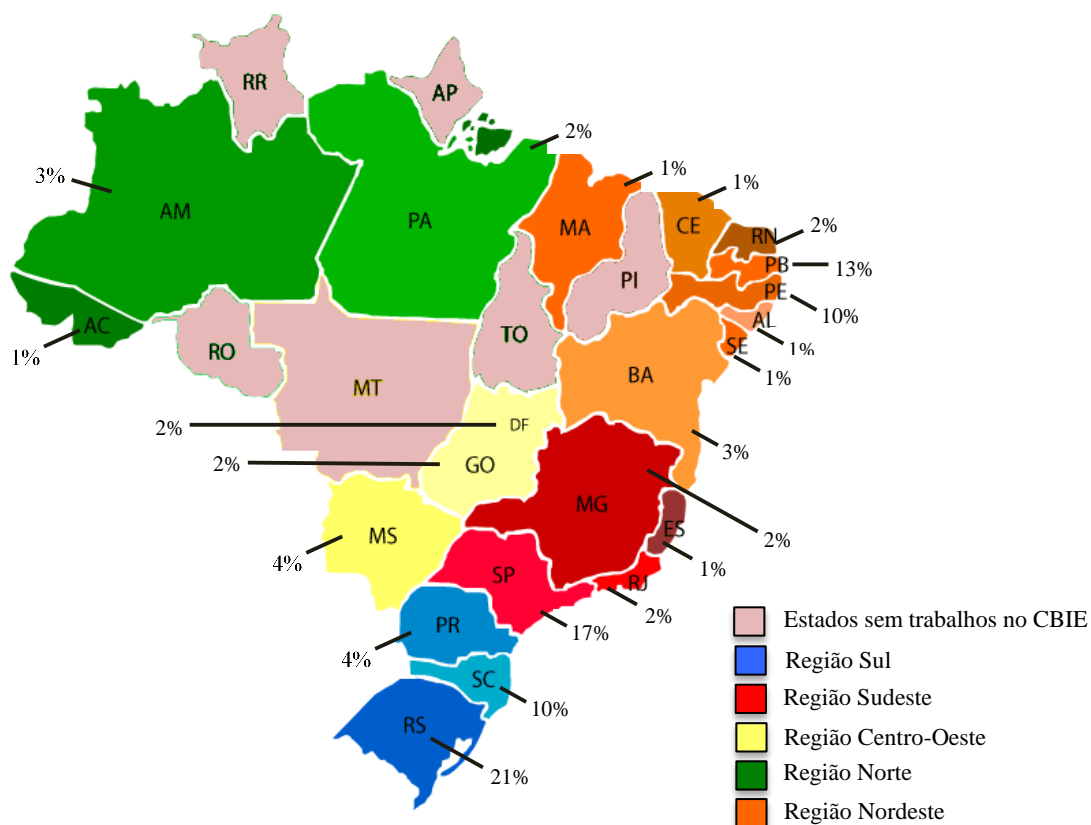 RR
AP
2%
3%
AM
PA
1%
1%
MA
CE
RN
2%
PB
13%
PI
PE
10%
AC
AL
1%
RO
TO
SE
1%
1%
MT
BA
2%
DF
3%
2%
GO
MG
ES
2%
MS
4%
1%
SP
RJ
2%
17%
PR
4%
SC
10%
RS
21%
Estados sem trabalhos no CBIE
Região Sul
Região Sudeste
Região Centro-Oeste
Região Norte
Região Nordeste